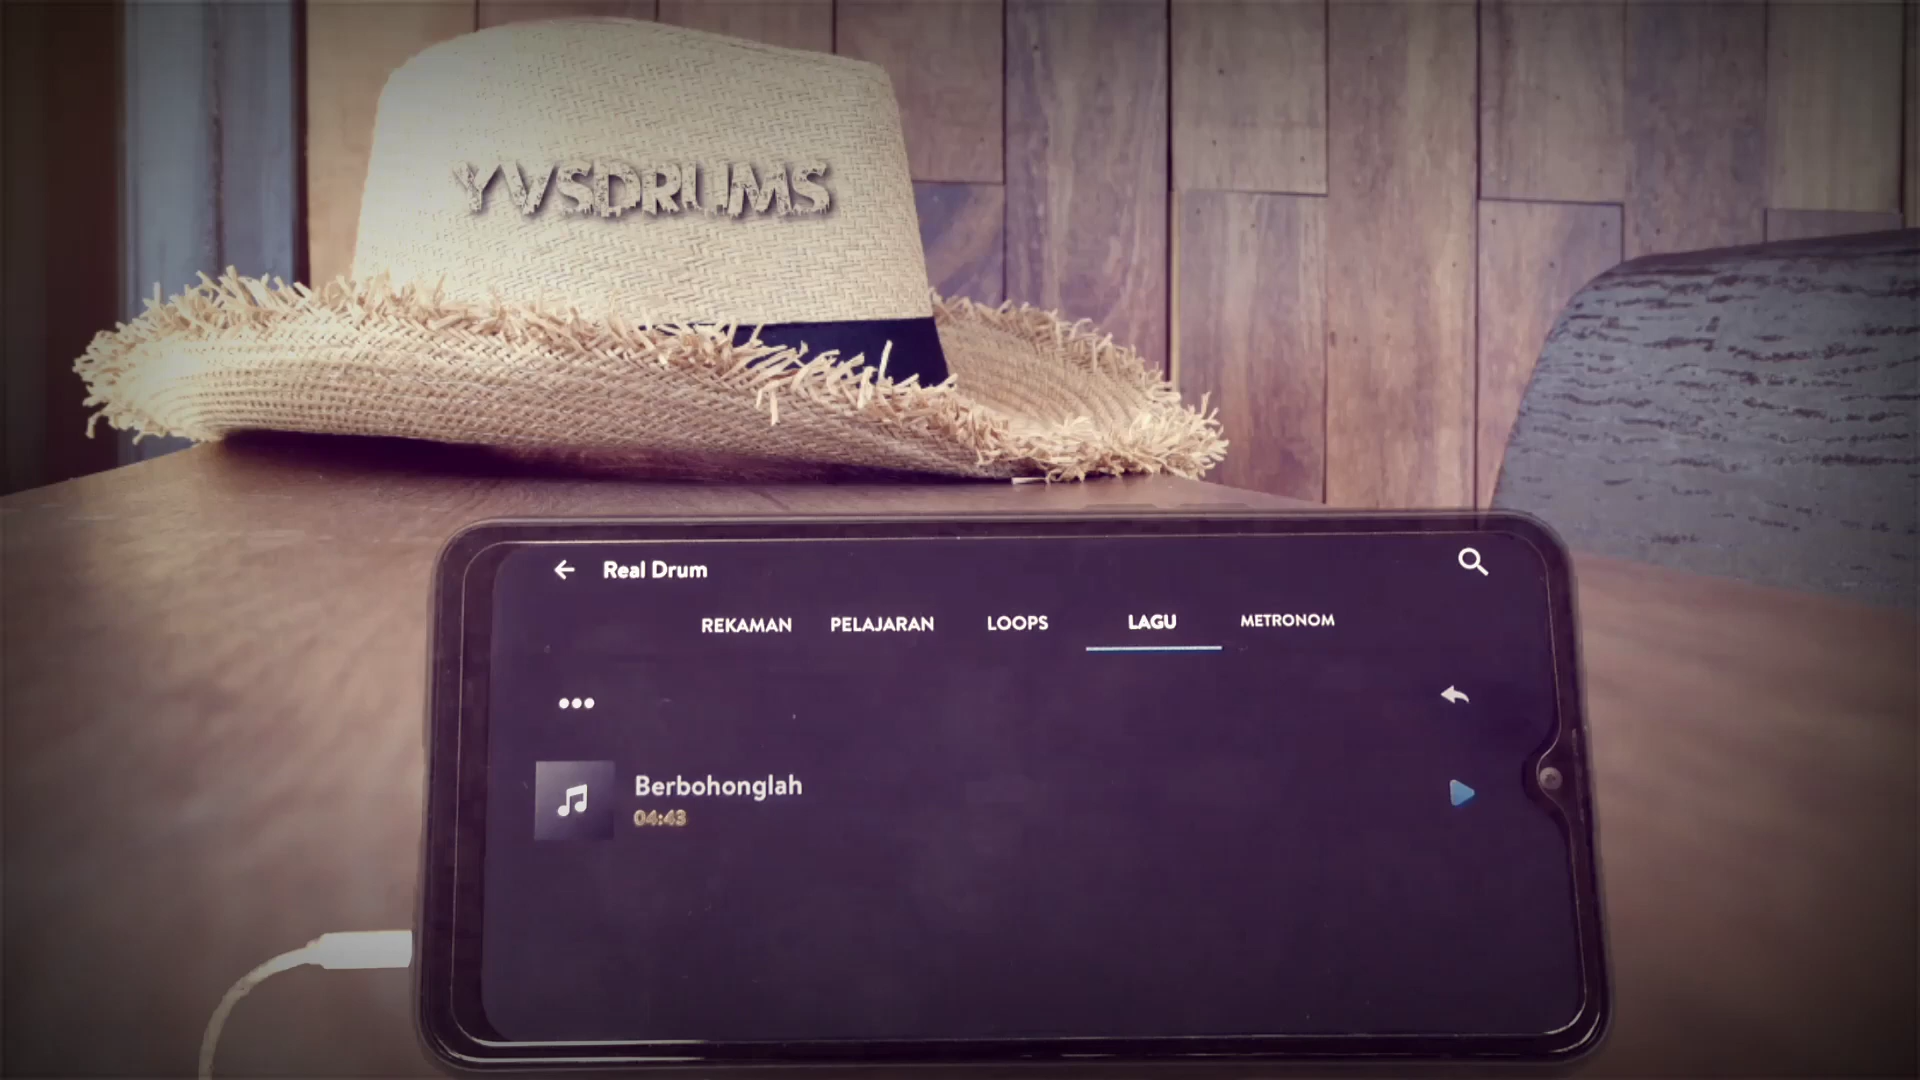 YVSDRUMS
Real Drum
REKAMAN PELAJARAN LOOPS LAGU METRONOM
Berbohonglah
04:43